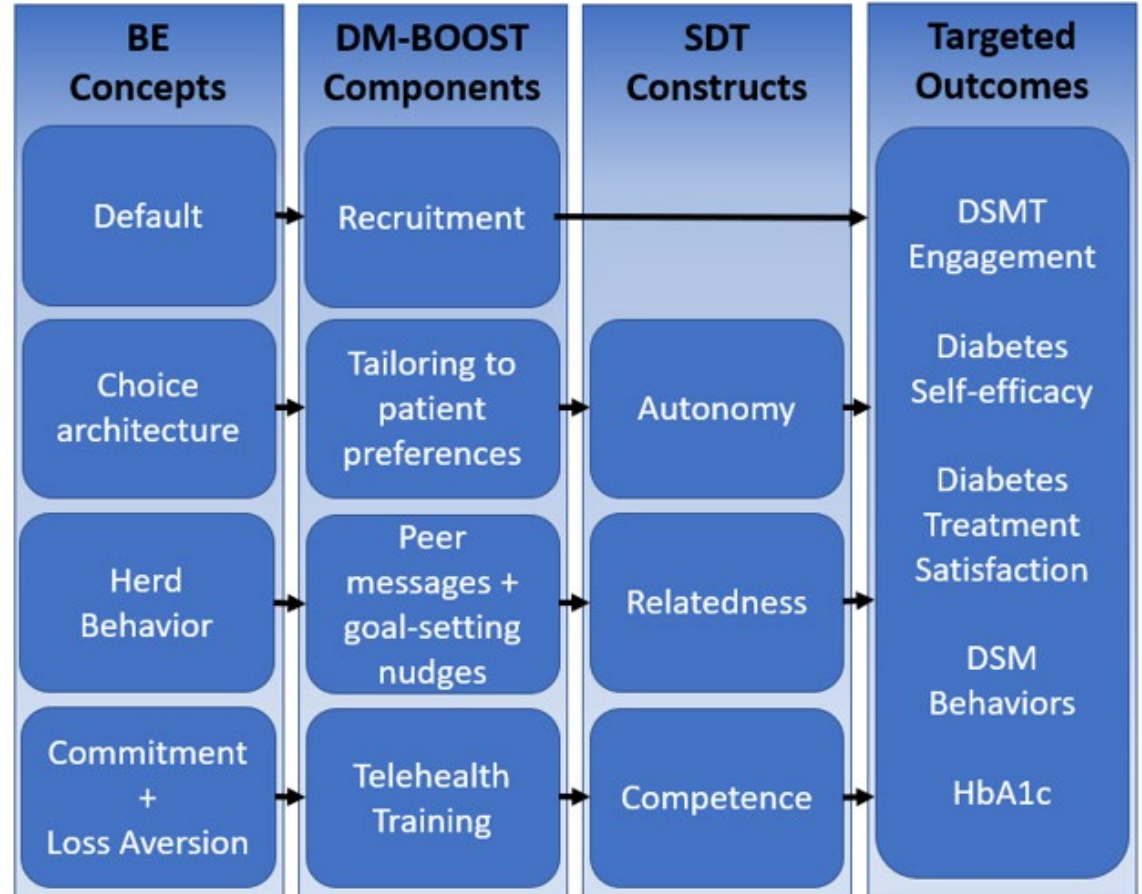 BE
Concepts
DM-BOOST
Components
SDT
Constructs
Targeted
Outcomes
Default
Recruitment
Choice
architecture
Tailoring to
patient
preferences
Autonomy
Herd
Behavior
Peer
messages +
goal-setting
nudges
Relatedness
Commitment
+
Loss Aversion
Telehealth
Training
Competence
DSMT
Engagement
Diabetes
Self-efficacy
Diabetes
Treatment
Satisfaction
DSM
Behaviors
HbA1c